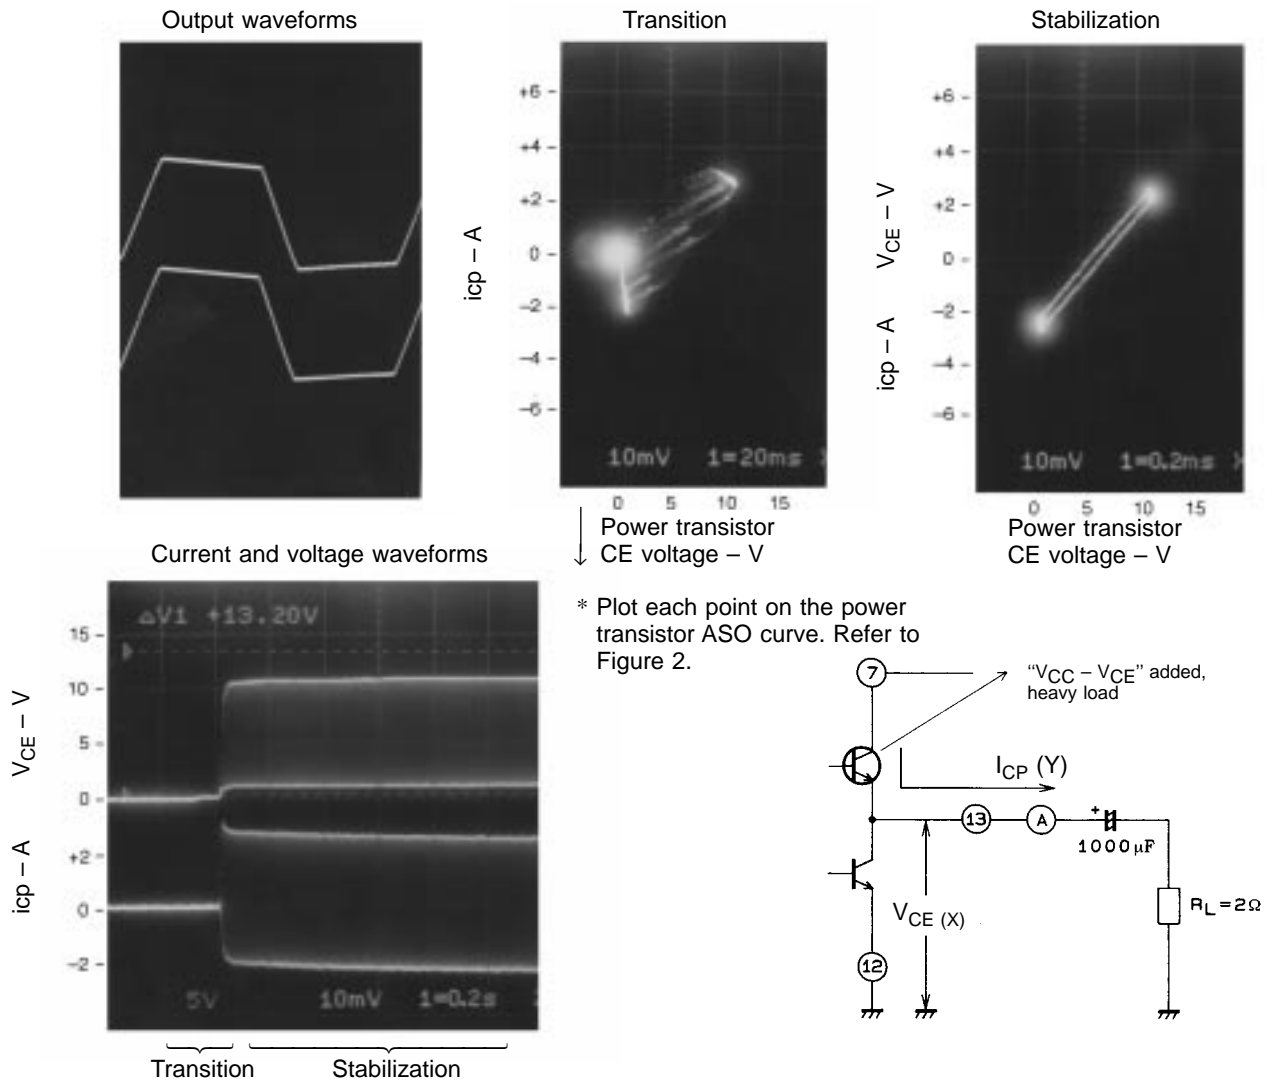 Output waveforms
Transition
Stabilization
+6
+4
+2
0
−2
−4
−6
icp – A
10mV 1=20ms
0 5 10 15
Power transistor
CE voltage – V
+6
+4
+2
0
−2
−4
−6
VCE – V
icp – A
10mV 1=0.2ms
0 5 10 15
Power transistor
CE voltage – V
* Plot each point on the power
transistor ASO curve. Refer to
Figure 2.
Current and voltage waveforms
△V1 +13.20V
15
10
5
0
+2
0
−2
VCE – V
icp – A
5V 10mV 1=0.2s
Transition
Stabilization
7
“VCC – VCE” added,
heavy load
ICP (Y)
13
A
+
1000µF
RL=2Ω
VCE (X)
12